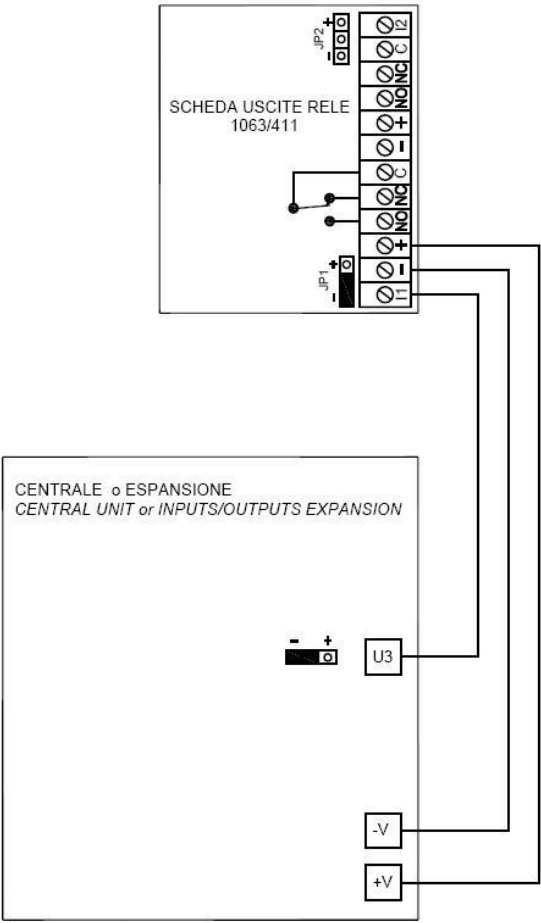 I2
C
NC
NO
+
-
C
NC
NO
+
-
I1
+
JP2
-
SCHEDA USCITE RELE
1063/411
+
JP1
-
CENTRALE o ESPANSIONE
CENTRAL UNIT or INPUTS/OUTPUTS EXPANSION
- +
U3
-V
+V